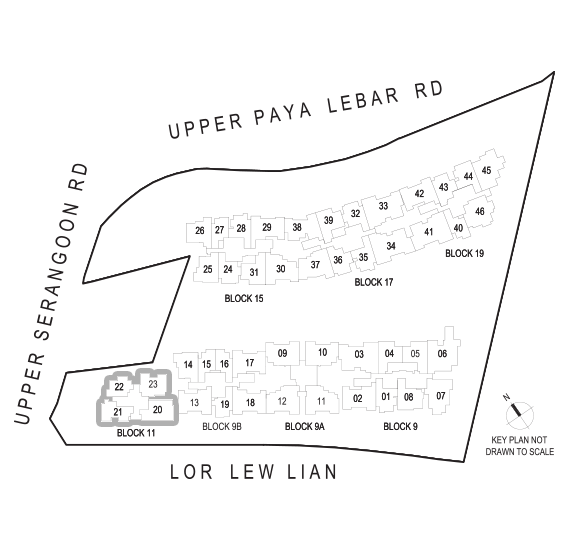 UPPER PAYA LEBAR RD
UPPER SERANGOON RD
26 27 28 29 38 39 32 33 42 43 44 45
25 24 31 30 37 36 35 34 41 40 46
BLOCK 15
BLOCK 17
BLOCK 19
14 15 16 17 09 10 03 04 05 06
22 23
21 20 13 19 18 12 11 02 01 08 07
BLOCK 11
BLOCK 9B
BLOCK 9A
BLOCK 9
N
KEY PLAN NOT
DRAWN TO SCALE
LOR LEW LIAN